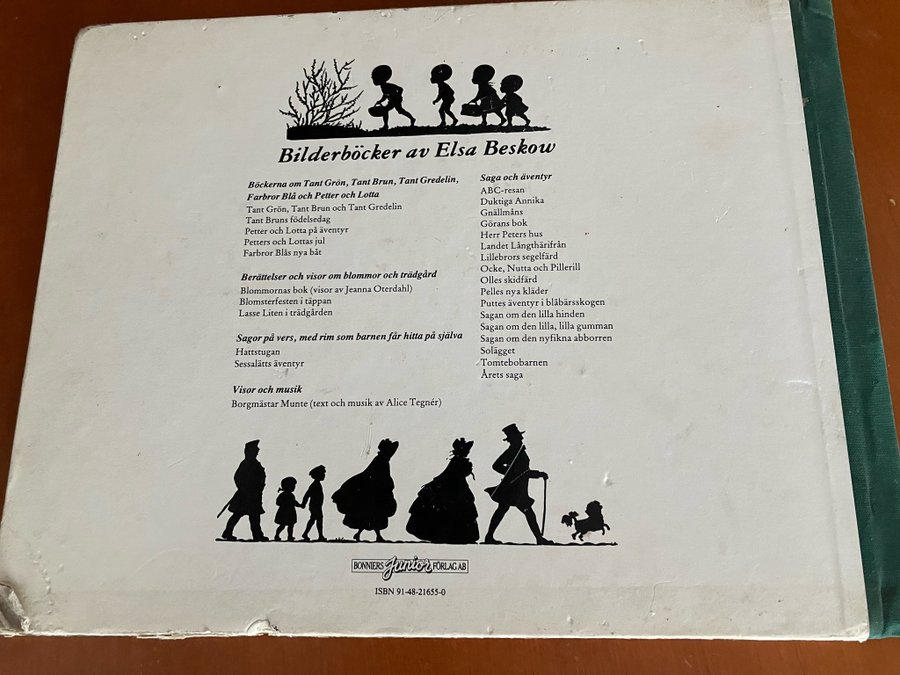 Bilderböcker av Elsa Beskow
Böckerna om Tant Grön, Tant Brun, Tant Gredelin,
Farbror Blå och Petter och Lotta
Tant Grön, Tant Brun och Tant Gredelin
Tant Bruns födelsedag
Petter och Lotta på äventyr
Petters och Lottas jul
Farbror Blås nya båt
Berättelser och visor om blommor och trädgård
Blommornas bok (visor av Jeanna Oterdahl)
Blomsterfesten i täppan
Lasse Liten i trädgården
Sagor på vers, med rim som barnen får hitta på själva
Hattstugan
Sessalätts äventyr
Visor och musik
Borgmästar Munte (text och musik av Alice Tegnér)
Saga och äventyr
ABC-resan
Duktiga Annika
Gnällmåns
Görans bok
Herr Peters hus
Landet Långthärifrån
Lillebrors segelfärd
Ocke, Nutta och Pillerill
Olles skidfärd
Pelles nya kläder
Puttes äventyr i blåbärsskogen
Sagan om den lilla hinden
Sagan om den lilla, lilla gumman
Sagan om den nyfikna abborren
Solägget
Tomtebobarnen
Årets saga
BONNIERS Junior FÖRLAG AB
ISBN 91-48-21655-0